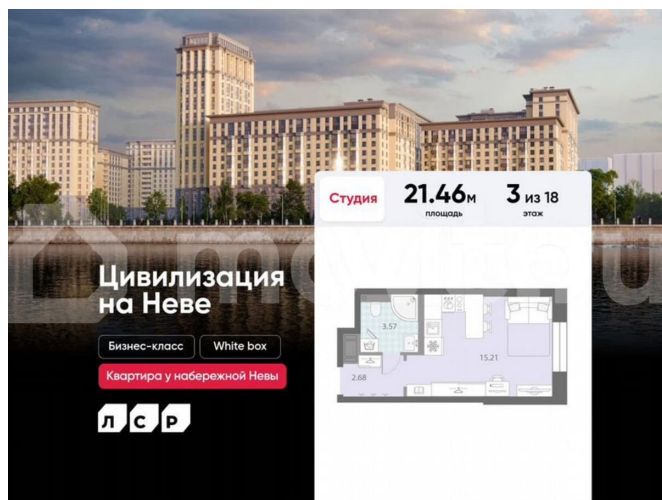 Студия
21.46м
площадь
3 из 18
этаж
Цивилизация
на Неве
Бизнес-класс
White box
Квартира у набережной Невы
ЛСР
3.57
15.21
2.68